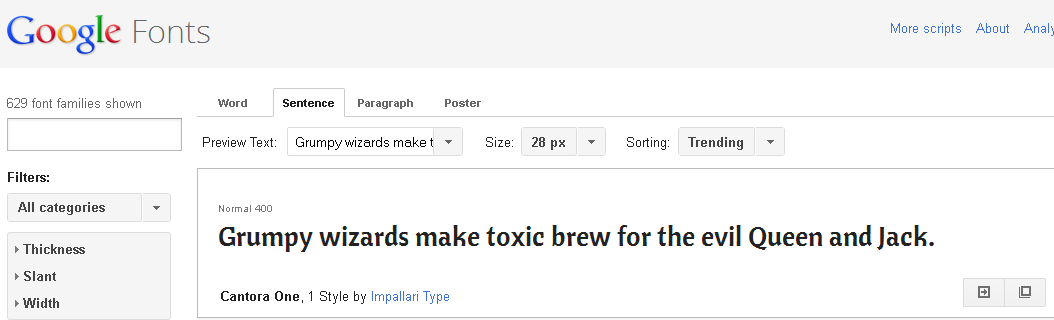 Google Fonts
More scripts About Analy
629 font families shown
Word Sentence Paragraph Poster
Preview Text: Grumpy wizards make t Size: 28 px Sorting: Trending
Filters:
All categories
Thickness
Slant
Width
Normal 400
Grumpy wizards make toxic brew for the evil Queen and Jack.
Cantora One, 1 Style by Impallari Type